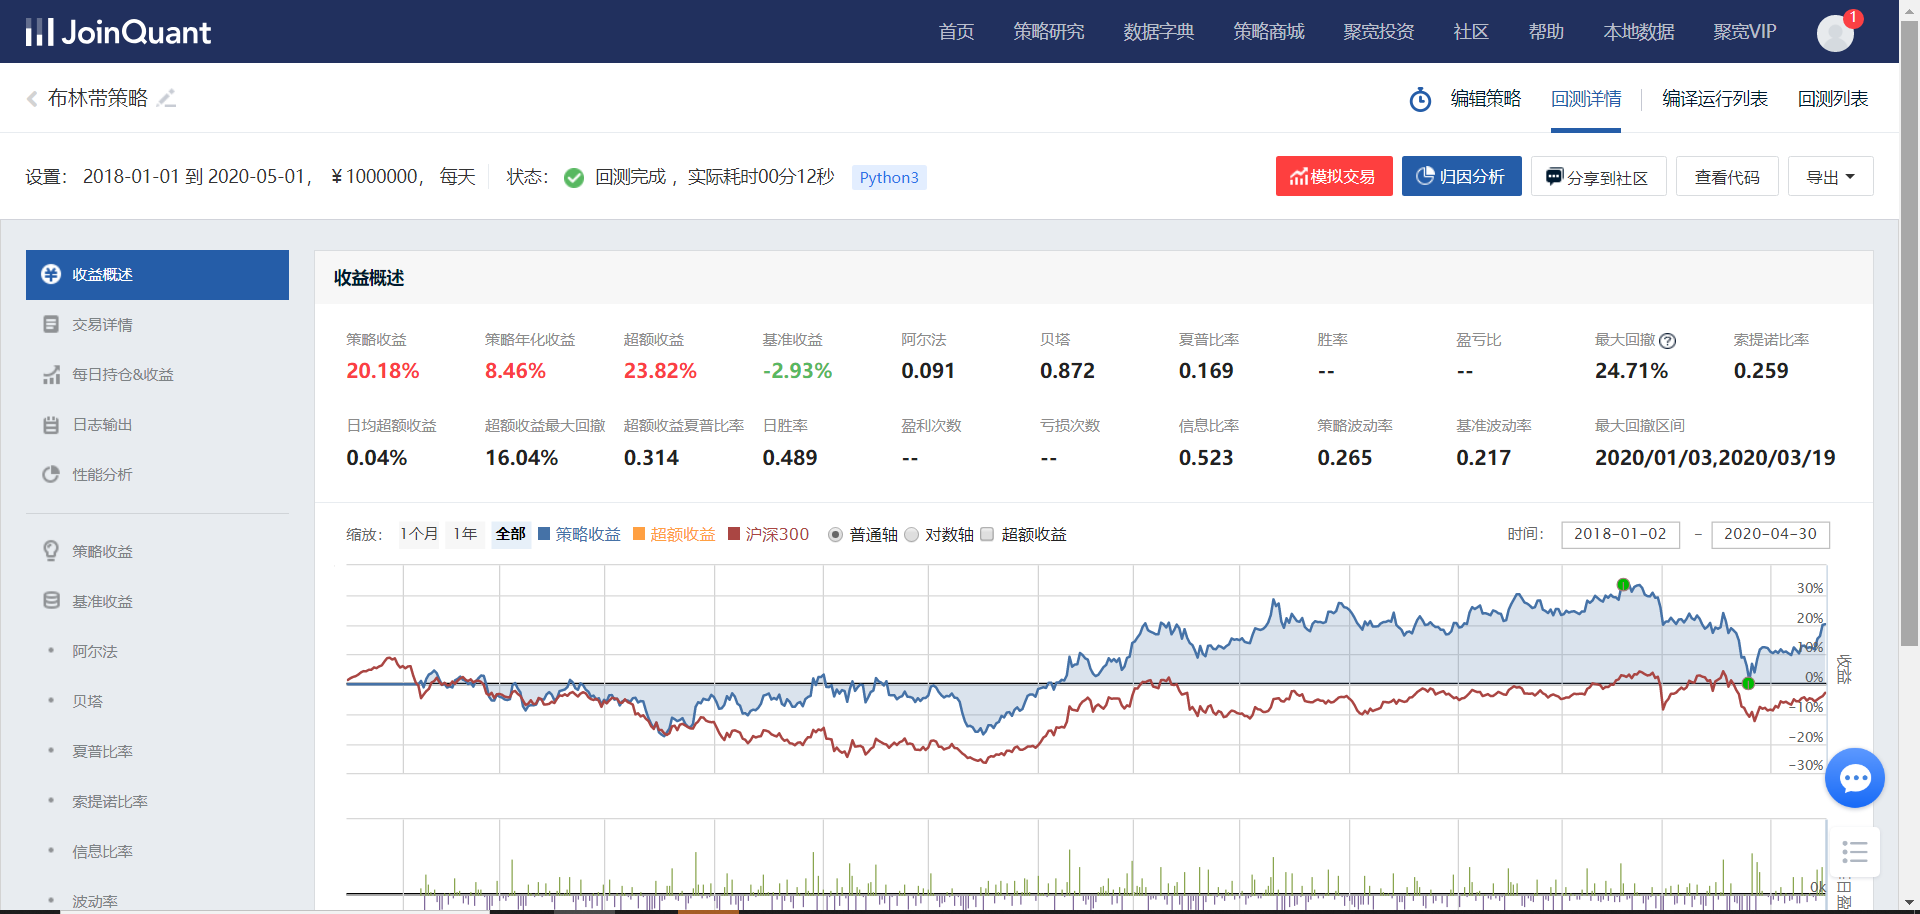 JoinQuant
首页 策略研究 数据字典 策略商城 聚宽投资 社区 帮助 本地数据 聚宽VIP 1
布林带策略
编辑策略 回测详情 编译运行列表 回测列表
设置： 2018-01-01 到 2020-05-01， ￥1000000， 每天 状态： 回测完成， 实际耗时00分12秒 Python3
模拟交易 归因分析 分享到社区 查看代码 导出
收益概述
交易详情
每日持仓&收益
日志输出
性能分析
策略收益
基准收益
阿尔法
贝塔
夏普比率
索提诺比率
信息比率
波动率
收益概述
策略收益 策略年化收益 超额收益 基准收益 阿尔法 贝塔 夏普比率 胜率 盈亏比 最大回撤 ? 索提诺比率
20.18% 8.46% 23.82% -2.93% 0.091 0.872 0.169 -- -- 24.71% 0.259
日均超额收益 超额收益最大回撤 超额收益夏普比率 日胜率 盈利次数 亏损次数 信息比率 策略波动率 基准波动率 最大回撤区间
0.04% 16.04% 0.314 0.489 -- -- 0.523 0.265 0.217 2020/01/03,2020/03/19
缩放： 1个月 1年 全部 策略收益 超额收益 沪深300 普通轴 对数轴 超额收益 时间： 2018-01-02 - 2020-04-30
30%
20%
10%
0%
-10%
-20%
-30%
收益
0k